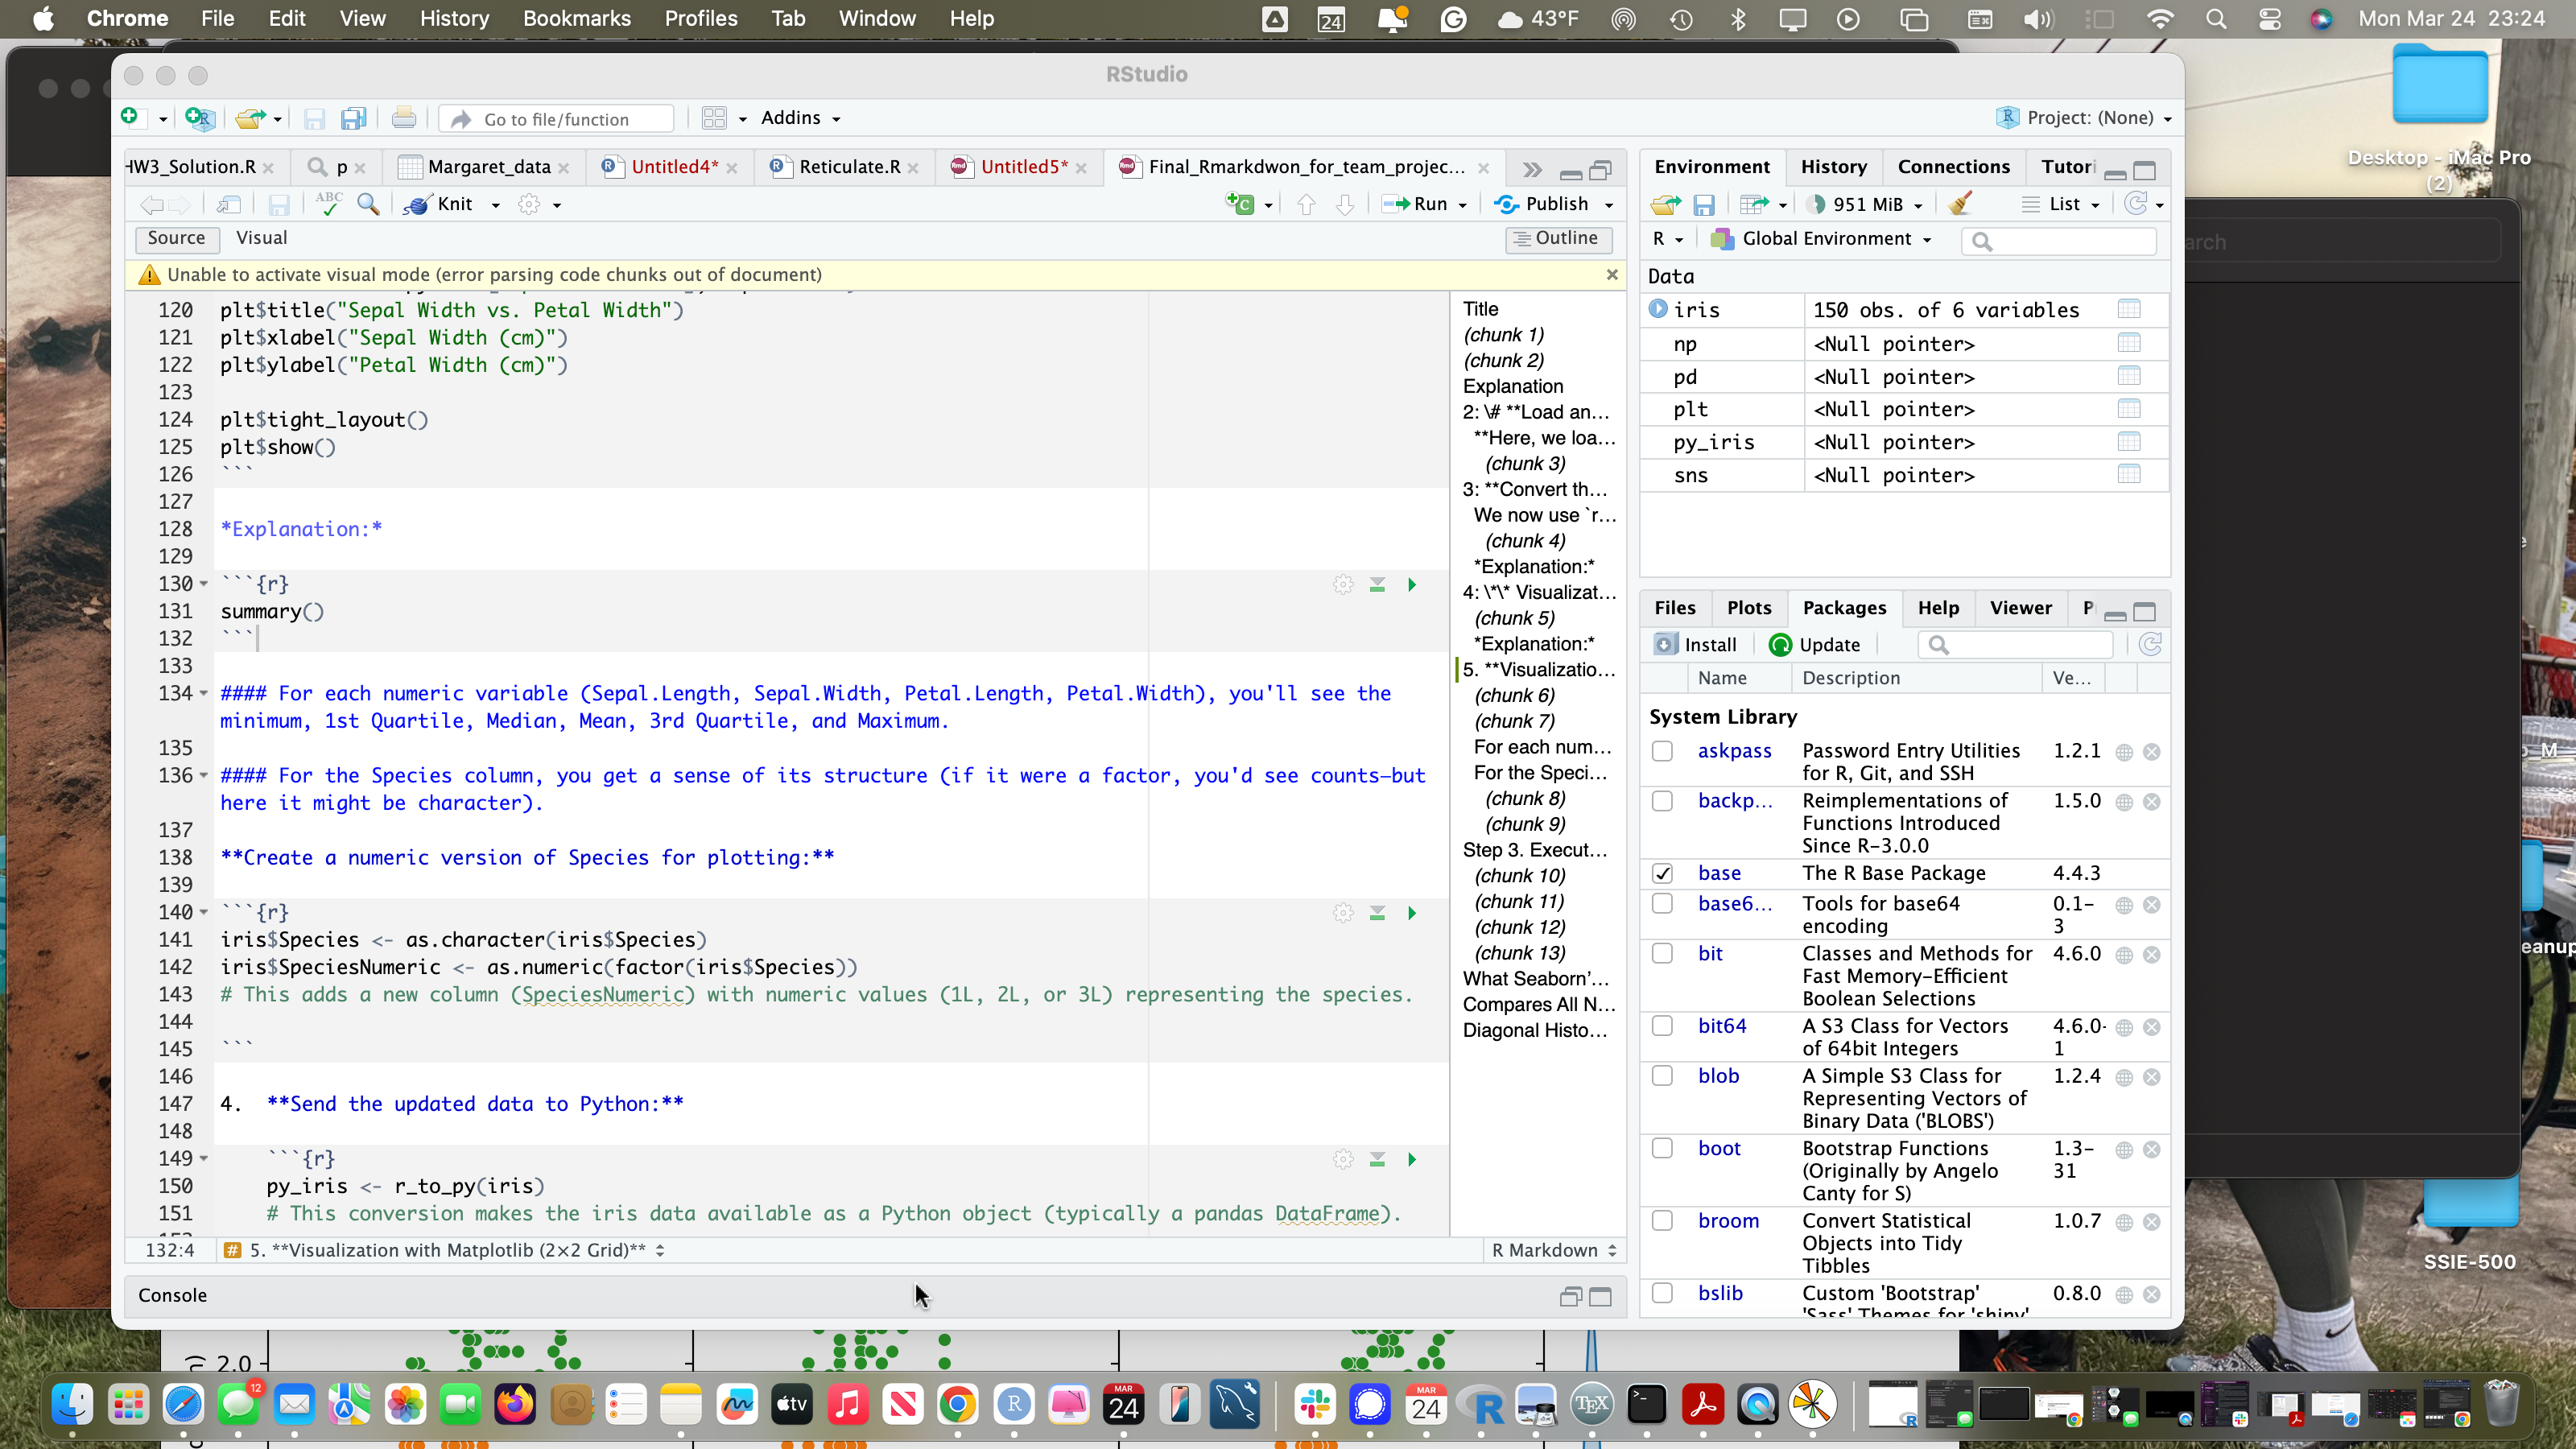 Chrome File Edit View History Bookmarks Profiles Tab Window Help 24 43°F Mon Mar 24 23:24
RStudio
Go to file/function Addins Project: (None)
HW3_Solution.R p Margaret_data Untitled4* Reticulate.R Untitled5* Final_Rmarkdwon_for_team_projec...
ABC Knit Run Publish
Source Visual Outline
Unable to activate visual mode (error parsing code chunks out of document)
120 plt$title("Sepal Width vs. Petal Width")
121 plt$xlabel("Sepal Width (cm)")
122 plt$ylabel("Petal Width (cm)")
123
124 plt$tight_layout()
125 plt$show()
126 ```
127
128 *Explanation:*
129
130 ```{r}
131 summary()
132 ```
133
134 #### For each numeric variable (Sepal.Length, Sepal.Width, Petal.Length, Petal.Width), you'll see the
minimum, 1st Quartile, Median, Mean, 3rd Quartile, and Maximum.
135
136 #### For the Species column, you get a sense of its structure (if it were a factor, you'd see counts—but
here it might be character).
137
138 **Create a numeric version of Species for plotting:**
139
140 ```{r}
141 iris$Species <- as.character(iris$Species)
142 iris$SpeciesNumeric <- as.numeric(factor(iris$Species))
143 # This adds a new column (SpeciesNumeric) with numeric values (1L, 2L, or 3L) representing the species.
144
145 ```
146
147 4. **Send the updated data to Python:**
148
149 ```{r}
150 py_iris <- r_to_py(iris)
151 # This conversion makes the iris data available as a Python object (typically a pandas DataFrame).
132:4 5. **Visualization with Matplotlib (2×2 Grid)** R Markdown
Console
Title
(chunk 1)
(chunk 2)
Explanation
2: \# **Load an...
**Here, we loa...
(chunk 3)
3: **Convert th...
We now use `r...
(chunk 4)
*Explanation:*
4: \*\* Visualizat...
(chunk 5)
*Explanation:*
5. **Visualizatio...
(chunk 6)
(chunk 7)
For each num...
For the Speci...
(chunk 8)
(chunk 9)
Step 3. Execut...
(chunk 10)
(chunk 11)
(chunk 12)
(chunk 13)
What Seaborn'...
Compares All N...
Diagonal Histo...
Environment History Connections Tutori
951 MiB List
R Global Environment
Data
iris 150 obs. of 6 variables
np <Null pointer>
pd <Null pointer>
plt <Null pointer>
py_iris <Null pointer>
sns <Null pointer>
Files Plots Packages Help Viewer P
Install Update
Name Description Ve...
System Library
askpass Password Entry Utilities 1.2.1
for R, Git, and SSH
backp... Reimplementations of 1.5.0
Functions Introduced
Since R-3.0.0
base The R Base Package 4.4.3
base6... Tools for base64 0.1-
encoding 3
bit Classes and Methods for 4.6.0
Fast Memory-Efficient
Boolean Selections
bit64 A S3 Class for Vectors 4.6.0-
of 64bit Integers 1
blob A Simple S3 Class for 1.2.4
Representing Vectors of
Binary Data ('BLOBS')
boot Bootstrap Functions 1.3-
(Originally by Angelo 31
Canty for S)
broom Convert Statistical 1.0.7
Objects into Tidy
Tibbles
bslib Custom 'Bootstrap' 0.8.0
'Sass' Themes for 'shiny'
Desktop - iMac Pro
(2)
arch
eanup
SSIE-500
2.0
12
tv
MAR
24
MAR
24
TEX